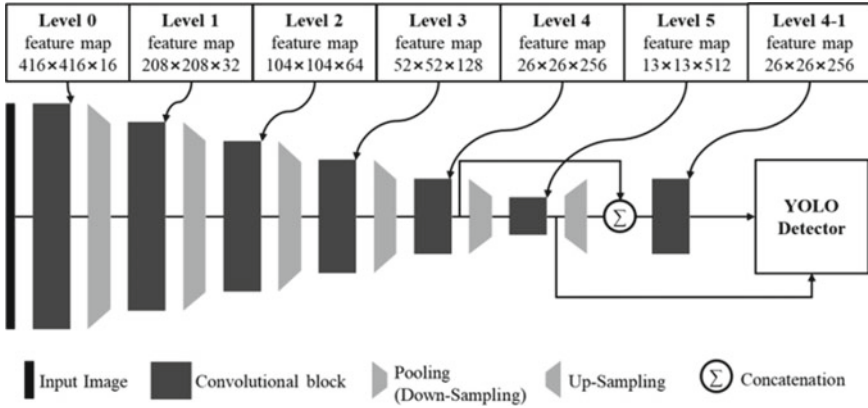 Level 0
feature map
416×416×16
Level 1
feature map
208×208×32
Level 2
feature map
104×104×64
Level 3
feature map
52×52×128
Level 4
feature map
26×26×256
Level 5
feature map
13×13×512
Level 4-1
feature map
26×26×256
Σ
YOLO
Detector
Input Image
Convolutional block
Pooling
(Down-Sampling)
Up-Sampling
Σ
Concatenation